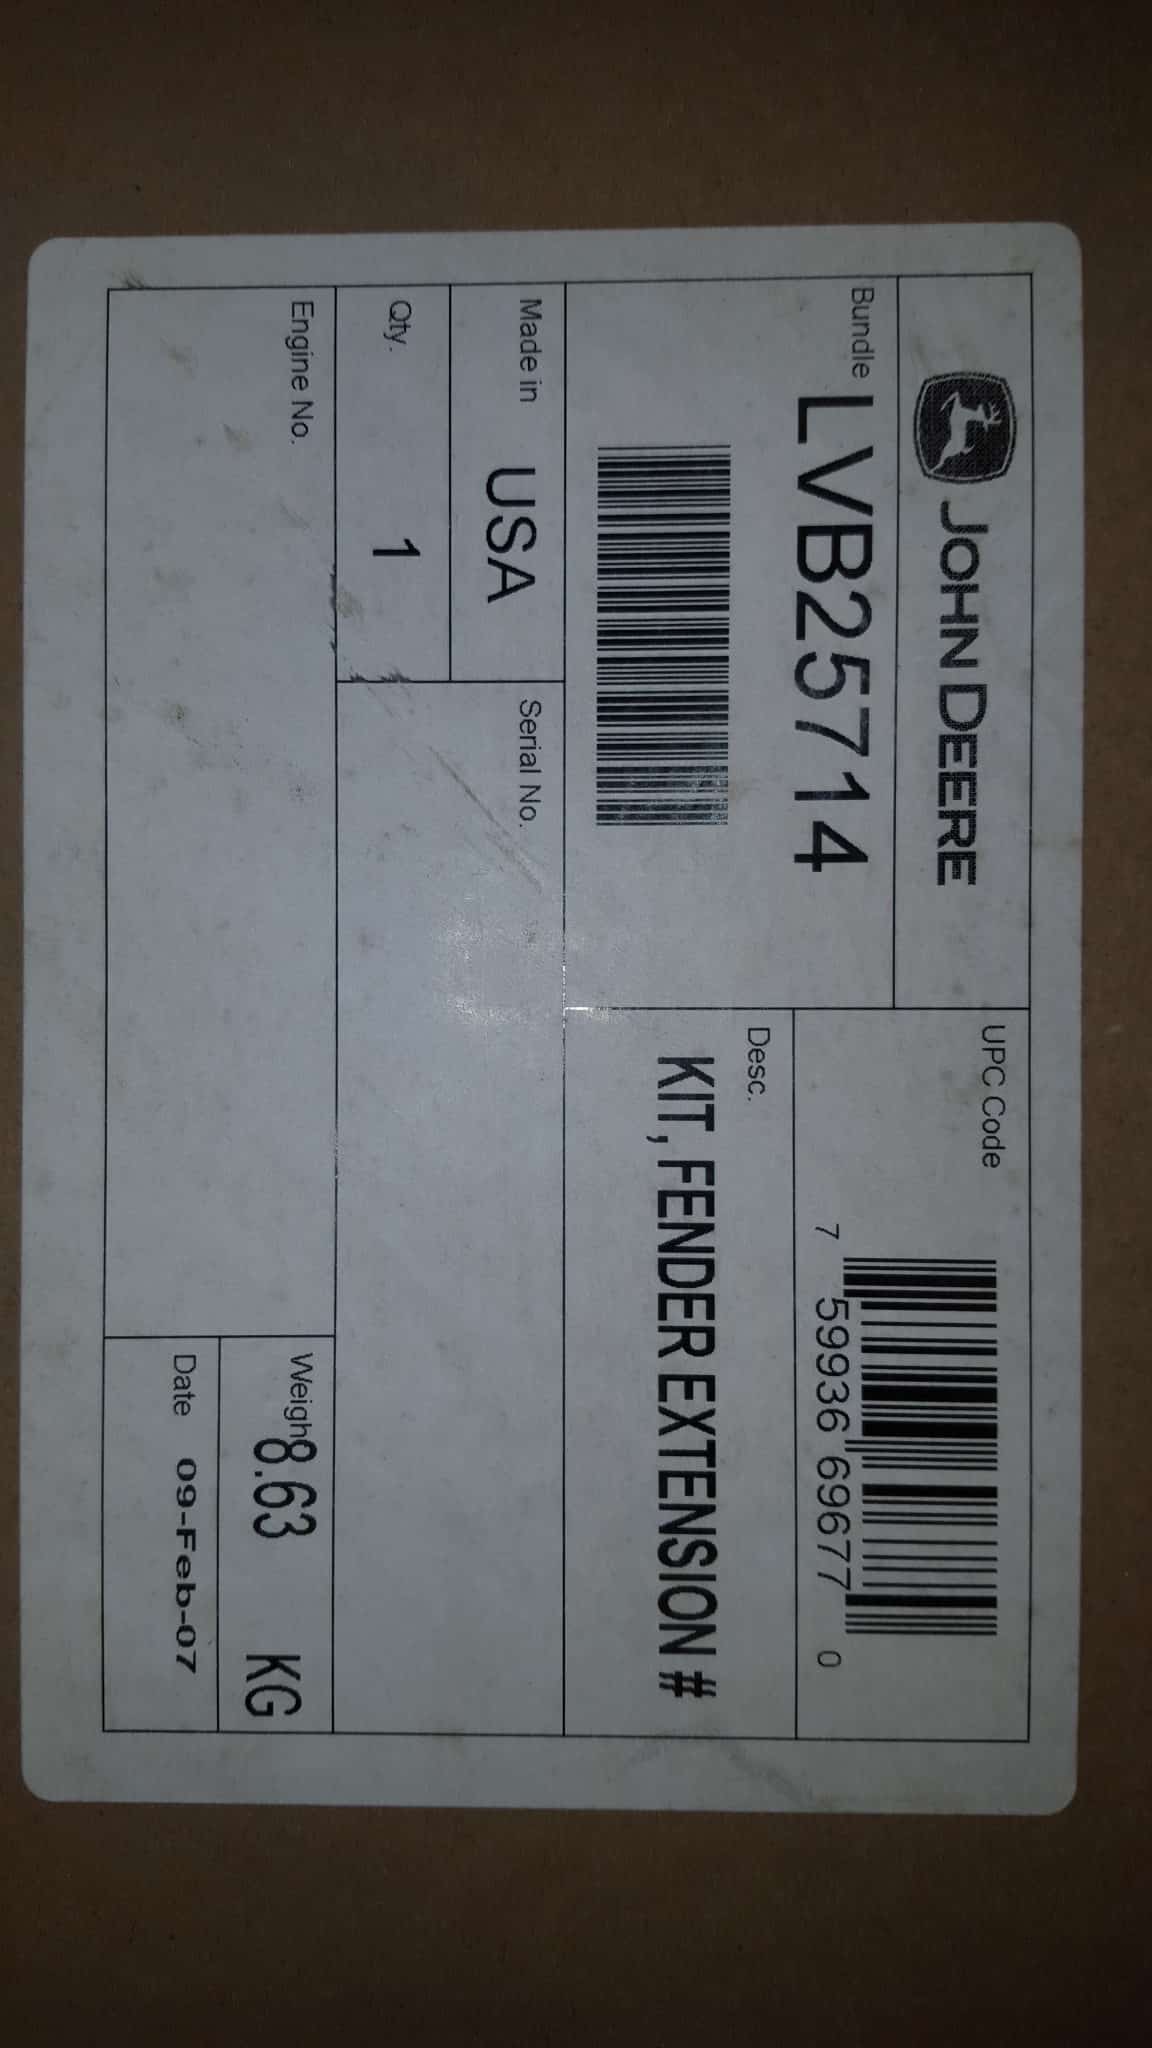 JOHN DEERE
UPC Code
7 59936 69677 0
Bundle LVB25714
Desc.
KIT, FENDER EXTENSION #
Made in USA
Serial No.
Qty. 1
Engine No.
Weigh 8.63 KG
Date 09-Feb-07